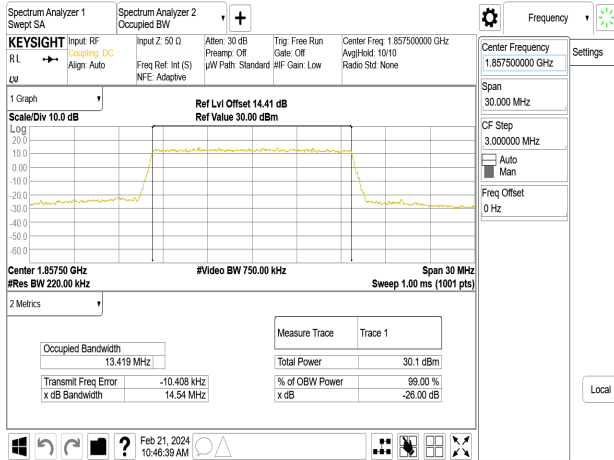 Spectrum Analyzer 1
Swept SA
Spectrum Analyzer 2
Occupied BW
+
Frequency
KEYSIGHT
R L
Input: RF
Coupling: DC
Align: Auto
Input Z: 50 Ω
Freq Ref: Int (S)
NFE: Adaptive
Atten: 30 dB
Preamp: Off
µW Path: Standard
Trig: Free Run
Gate: Off
#IF Gain: Low
Center Freq: 1.857500000 GHz
Avg|Hold: 10/10
Radio Std: None
Center Frequency
1.857500000 GHz
Settings
Span
30.000 MHz
CF Step
3.000000 MHz
Auto
Man
Freq Offset
0 Hz
Local
1 Graph
Scale/Div 10.0 dB
Ref Lvl Offset 14.41 dB
Ref Value 30.00 dBm
Log
20.0
10.0
0.00
-10.0
-20.0
-30.0
-40.0
-50.0
-60.0
Center 1.85750 GHz
#Video BW 750.00 kHz
Span 30 MHz
#Res BW 220.00 kHz
Sweep 1.00 ms (1001 pts)
2 Metrics
Measure Trace
Trace 1
Occupied Bandwidth
13.419 MHz
Total Power
30.1 dBm
Transmit Freq Error
-10.408 kHz
% of OBW Power
99.00 %
x dB Bandwidth
14.54 MHz
x dB
-26.00 dB
?
Feb 21, 2024
10:46:39 AM